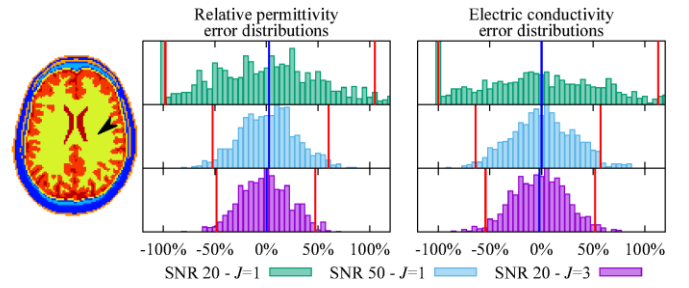 Relative permittivity
error distributions
Electric conductivity
error distributions
-100% -50% 0% 50% 100%
-100% -50% 0% 50% 100%
SNR 20 - J=1 SNR 50 - J=1 SNR 20 - J=3